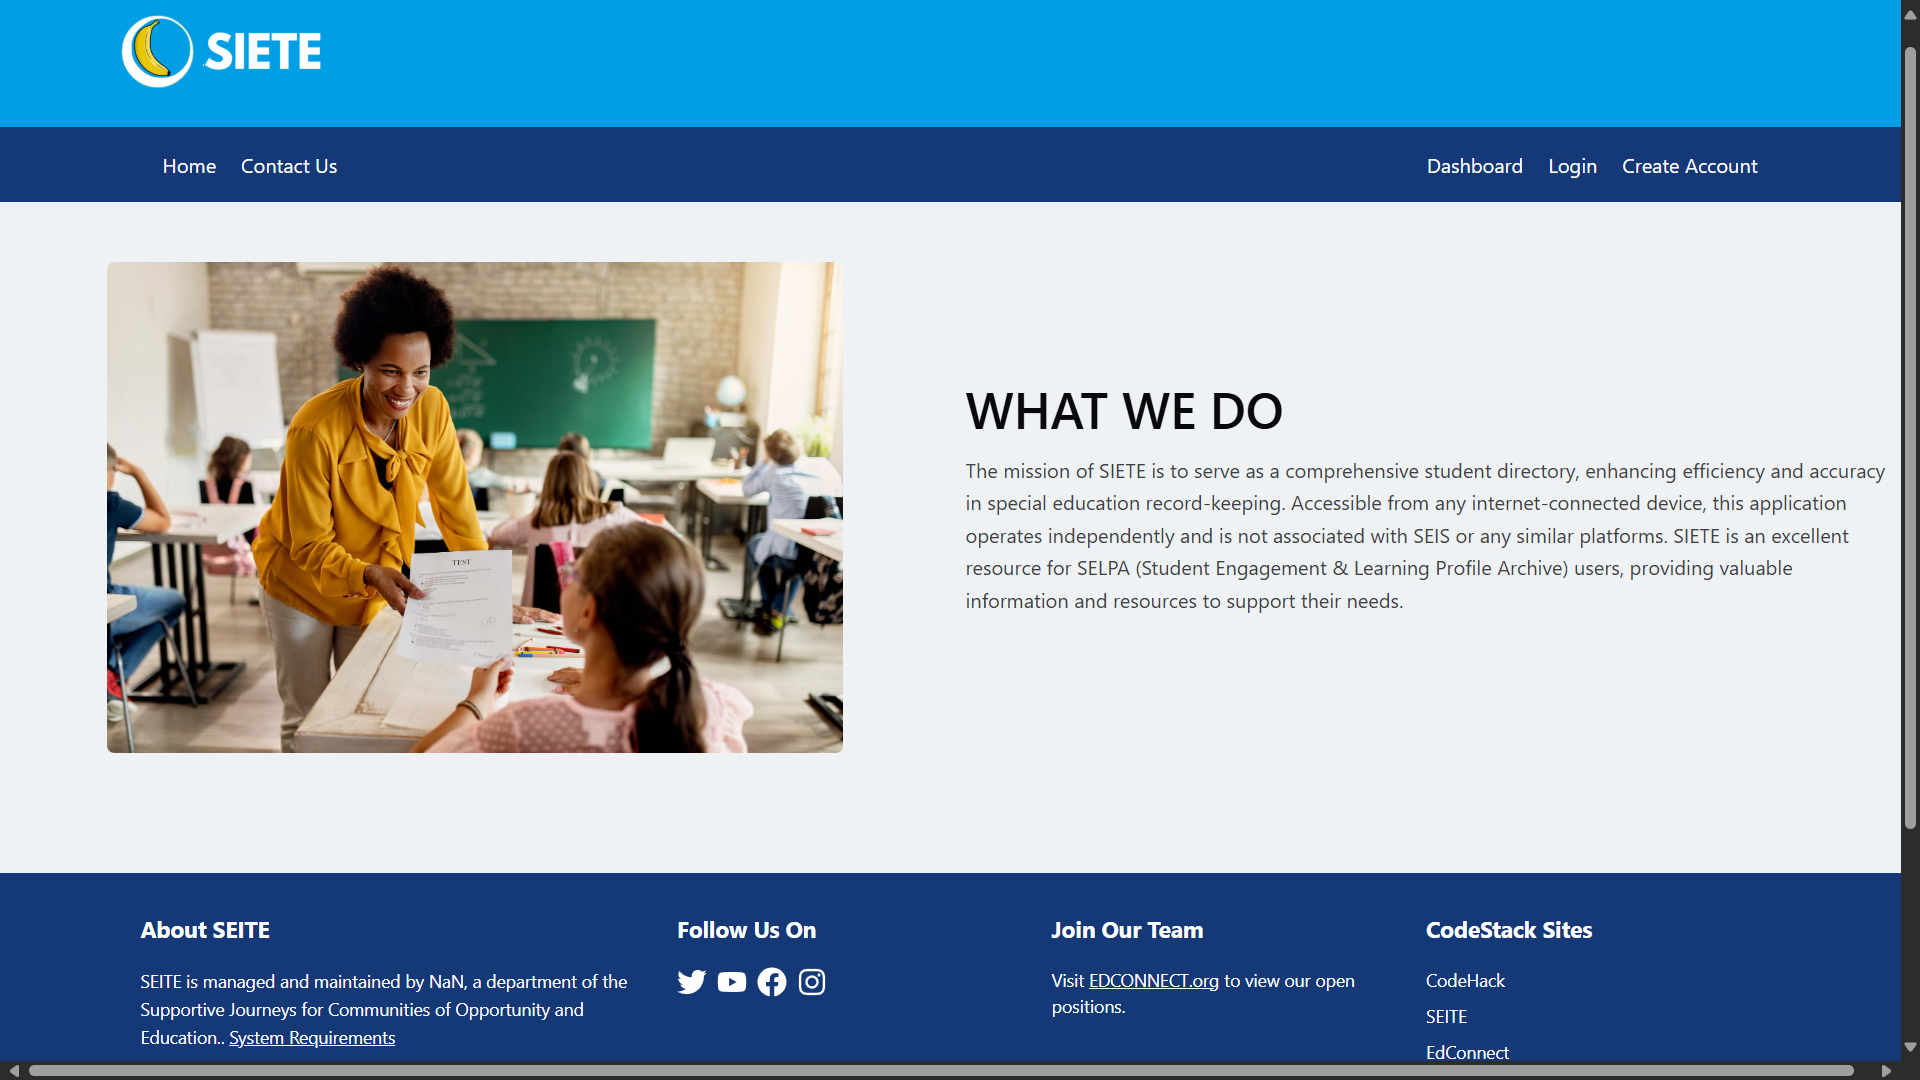 SIETE
Home Contact Us Dashboard Login Create Account
TEST
WHAT WE DO
The mission of SIETE is to serve as a comprehensive student directory, enhancing efficiency and accuracy
in special education record-keeping. Accessible from any internet-connected device, this application
operates independently and is not associated with SEIS or any similar platforms. SIETE is an excellent
resource for SELPA (Student Engagement & Learning Profile Archive) users, providing valuable
information and resources to support their needs.
About SEITE
SEITE is managed and maintained by NaN, a department of the
Supportive Journeys for Communities of Opportunity and
Education.. System Requirements
Follow Us On
Join Our Team
Visit EDCONNECT.org to view our open
positions.
CodeStack Sites
CodeHack
SEITE
EdConnect